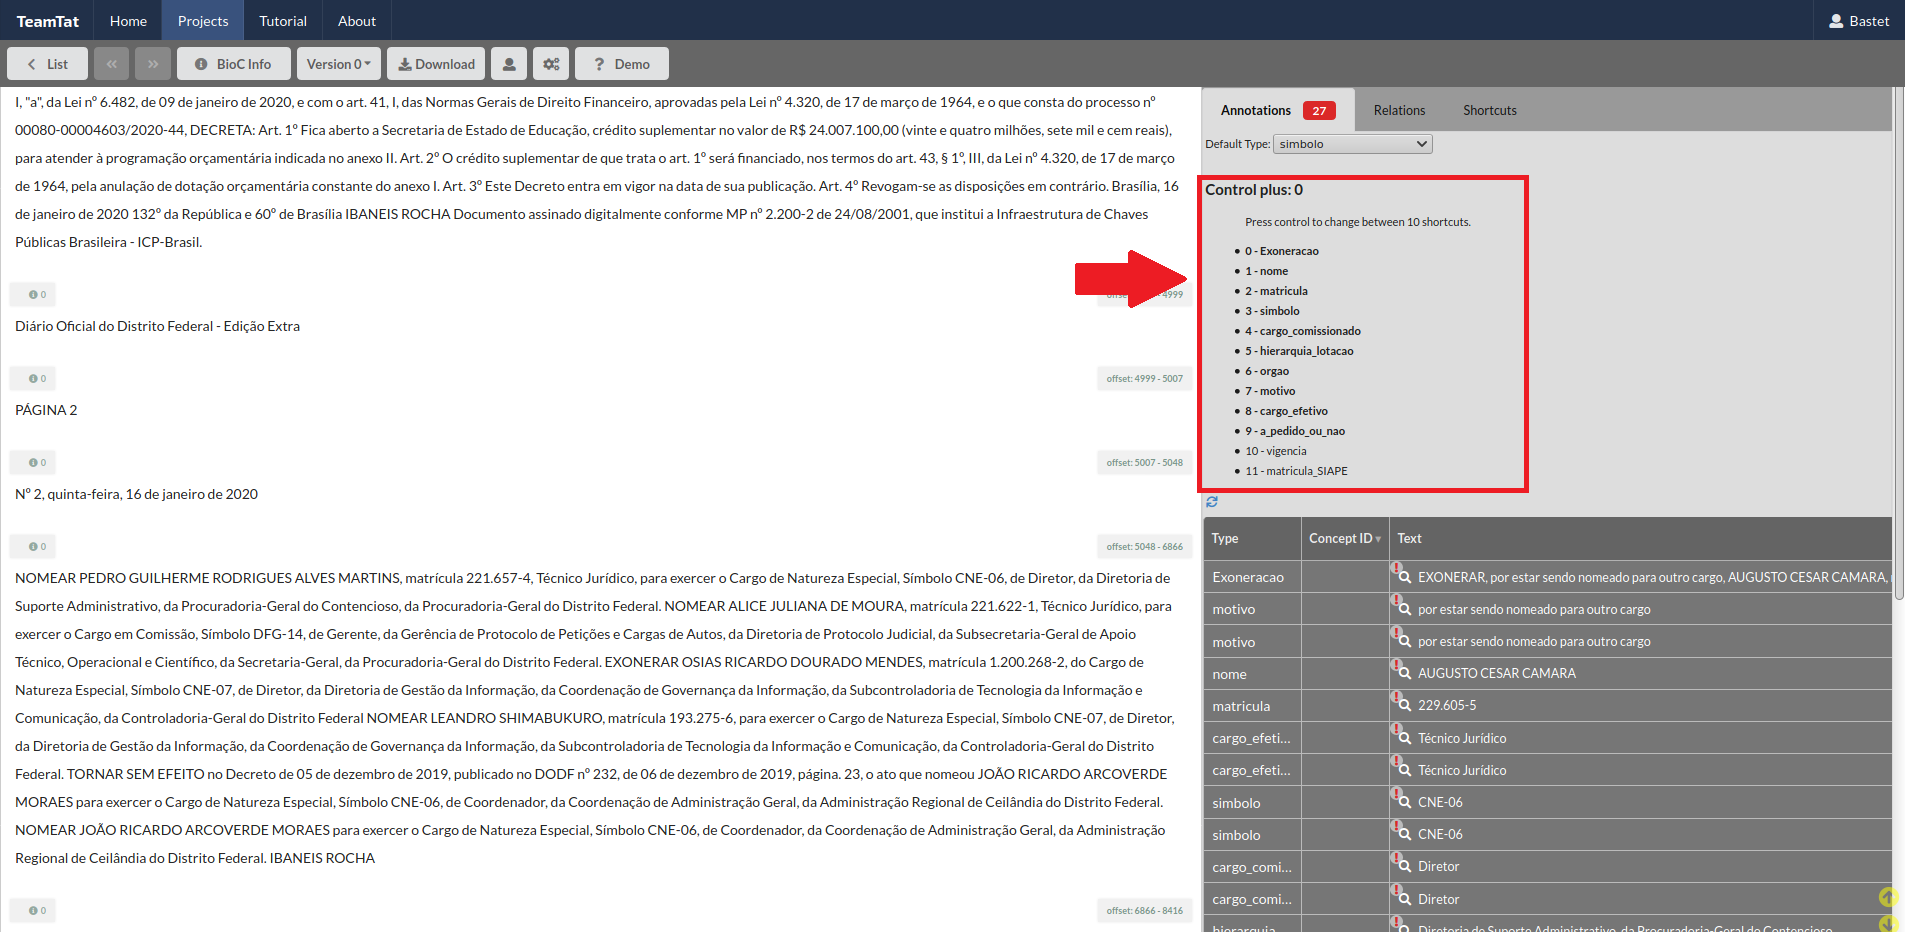 TeamTat Home Projects Tutorial About Bastet
List BioC Info Version 0 Download Demo
I, "a", da Lei nº 6.482, de 09 de janeiro de 2020, e com o art. 41, I, das Normas Gerais de Direito Financeiro, aprovadas pela Lei nº 4.320, de 17 de março de 1964, e o que consta do processo nº
00080-00004603/2020-44, DECRETA: Art. 1º Fica aberto a Secretaria de Estado de Educação, crédito suplementar no valor de R$ 24.007.100,00 (vinte e quatro milhões, sete mil e cem reais),
para atender à programação orçamentária indicada no anexo II. Art. 2º O crédito suplementar de que trata o art. 1º será financiado, nos termos do art. 43, § 1º, III, da Lei nº 4.320, de 17 de março
de 1964, pela anulação de dotação orçamentária constante do anexo I. Art. 3º Este Decreto entra em vigor na data de sua publicação. Art. 4º Revogam-se as disposições em contrário. Brasília, 16
de janeiro de 2020 132º da República e 60º de Brasília IBANEIS ROCHA Documento assinado digitalmente conforme MP nº 2.200-2 de 24/08/2001, que institui a Infraestrutura de Chaves
Públicas Brasileira - ICP-Brasil.
0
4999
Diário Oficial do Distrito Federal - Edição Extra
0
offset: 4999 - 5007
PÁGINA 2
0
offset: 5007 - 5048
Nº 2, quinta-feira, 16 de janeiro de 2020
0
offset: 5048 - 6866
NOMEAR PEDRO GUILHERME RODRIGUES ALVES MARTINS, matrícula 221.657-4, Técnico Jurídico, para exercer o Cargo de Natureza Especial, Símbolo CNE-06, de Diretor, da Diretoria de
Suporte Administrativo, da Procuradoria-Geral do Contencioso, da Procuradoria-Geral do Distrito Federal. NOMEAR ALICE JULIANA DE MOURA, matrícula 221.622-1, Técnico Jurídico, para
exercer o Cargo em Comissão, Símbolo DFG-14, de Gerente, da Gerência de Protocolo de Petições e Cargas de Autos, da Diretoria de Protocolo Judicial, da Subsecretaria-Geral de Apoio
Técnico, Operacional e Científico, da Secretaria-Geral, da Procuradoria-Geral do Distrito Federal. EXONERAR OSIAS RICARDO DOURADO MENDES, matrícula 1.200.268-2, do Cargo de
Natureza Especial, Símbolo CNE-07, de Diretor, da Diretoria de Gestão da Informação, da Coordenação de Governança da Informação, da Subcontroladoria de Tecnologia da Informação e
Comunicação, da Controladoria-Geral do Distrito Federal NOMEAR LEANDRO SHIMABUKURO, matrícula 193.275-6, para exercer o Cargo de Natureza Especial, Símbolo CNE-07, de Diretor,
da Diretoria de Gestão da Informação, da Coordenação de Governança da Informação, da Subcontroladoria de Tecnologia da Informação e Comunicação, da Controladoria-Geral do Distrito
Federal. TORNAR SEM EFEITO no Decreto de 05 de dezembro de 2019, publicado no DODF nº 232, de 06 de dezembro de 2019, página. 23, o ato que nomeou JOÃO RICARDO ARCOVERDE
MORAES para exercer o Cargo de Natureza Especial, Símbolo CNE-06, de Coordenador, da Coordenação de Administração Geral, da Administração Regional de Ceilândia do Distrito Federal.
NOMEAR JOÃO RICARDO ARCOVERDE MORAES para exercer o Cargo de Natureza Especial, Símbolo CNE-06, de Coordenador, da Coordenação de Administração Geral, da Administração
Regional de Ceilândia do Distrito Federal. IBANEIS ROCHA
0
offset: 6866 - 8416
Annotations 27 Relations Shortcuts
Default Type: simbolo
Control plus: 0
Press control to change between 10 shortcuts.
0 - Exoneracao
1 - nome
2 - matricula
3 - simbolo
4 - cargo_comissionado
5 - hierarquia_lotacao
6 - orgao
7 - motivo
8 - cargo_efetivo
9 - a_pedido_ou_nao
10 - vigencia
11 - matricula_SIAPE
Type Concept ID Text
Exoneracao EXONERAR, por estar sendo nomeado para outro cargo, AUGUSTO CESAR CAMARA,
motivo por estar sendo nomeado para outro cargo
motivo por estar sendo nomeado para outro cargo
nome AUGUSTO CESAR CAMARA
matricula 229.605-5
cargo_efeti... Técnico Jurídico
cargo_efeti... Técnico Jurídico
simbolo CNE-06
simbolo CNE-06
cargo_comi... Diretor
cargo_comi... Diretor
hierarquia Diretoria de Suporte Administrativo, da Procuradoria-Geral do Contencioso